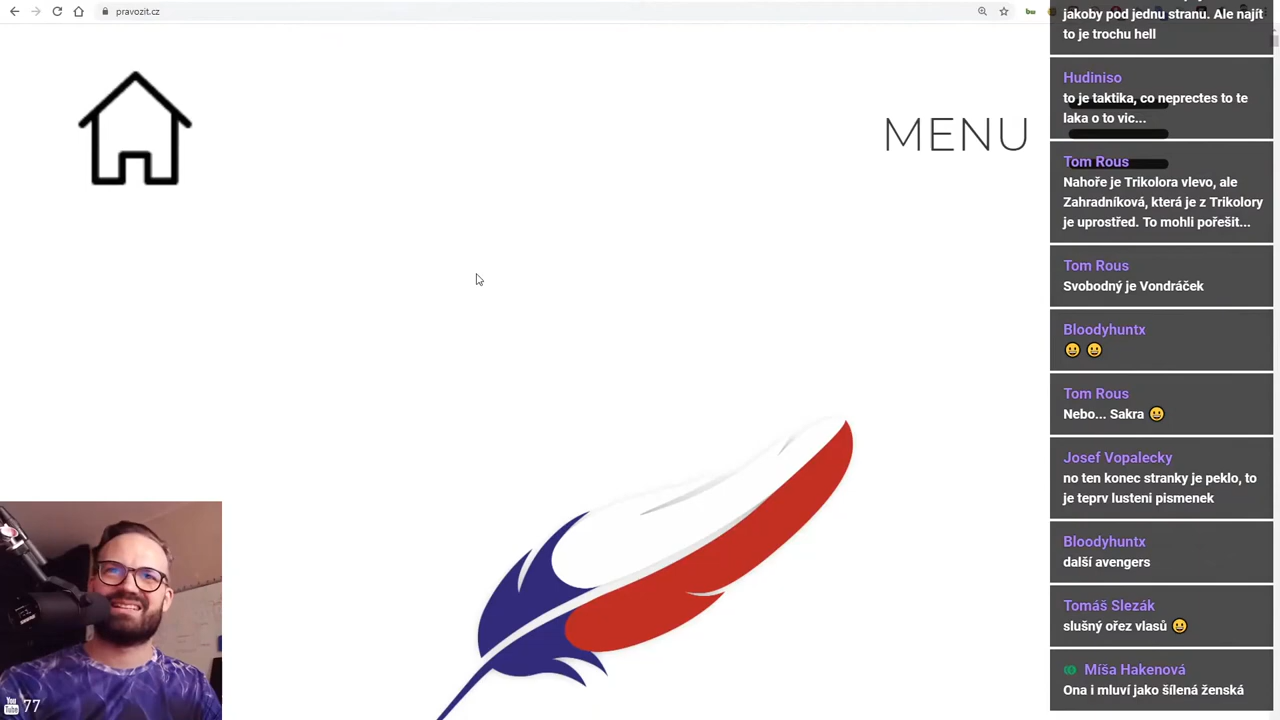 pravozit.cz
MENU
jakoby pod jednu stranu. Ale najít
to je trochu hell
Hudiniso
to je taktika, co neprectes to te
laka o to vic...
Tom Rous
Nahoře je Trikolora vlevo, ale
Zahradníková, která je z Trikolory
je uprostřed. To mohli pořešit...
Tom Rous
Svobodný je Vondráček
Bloodyhuntx
Tom Rous
Nebo... Sakra
Josef Vopalecky
no ten konec stranky je peklo, to
je teprv lusteni pismenek
Bloodyhuntx
další avengers
Tomáš Slezák
slušný ořez vlasů
Míša Hakenová
Ona i mluví jako šílená ženská
You
Tube
77